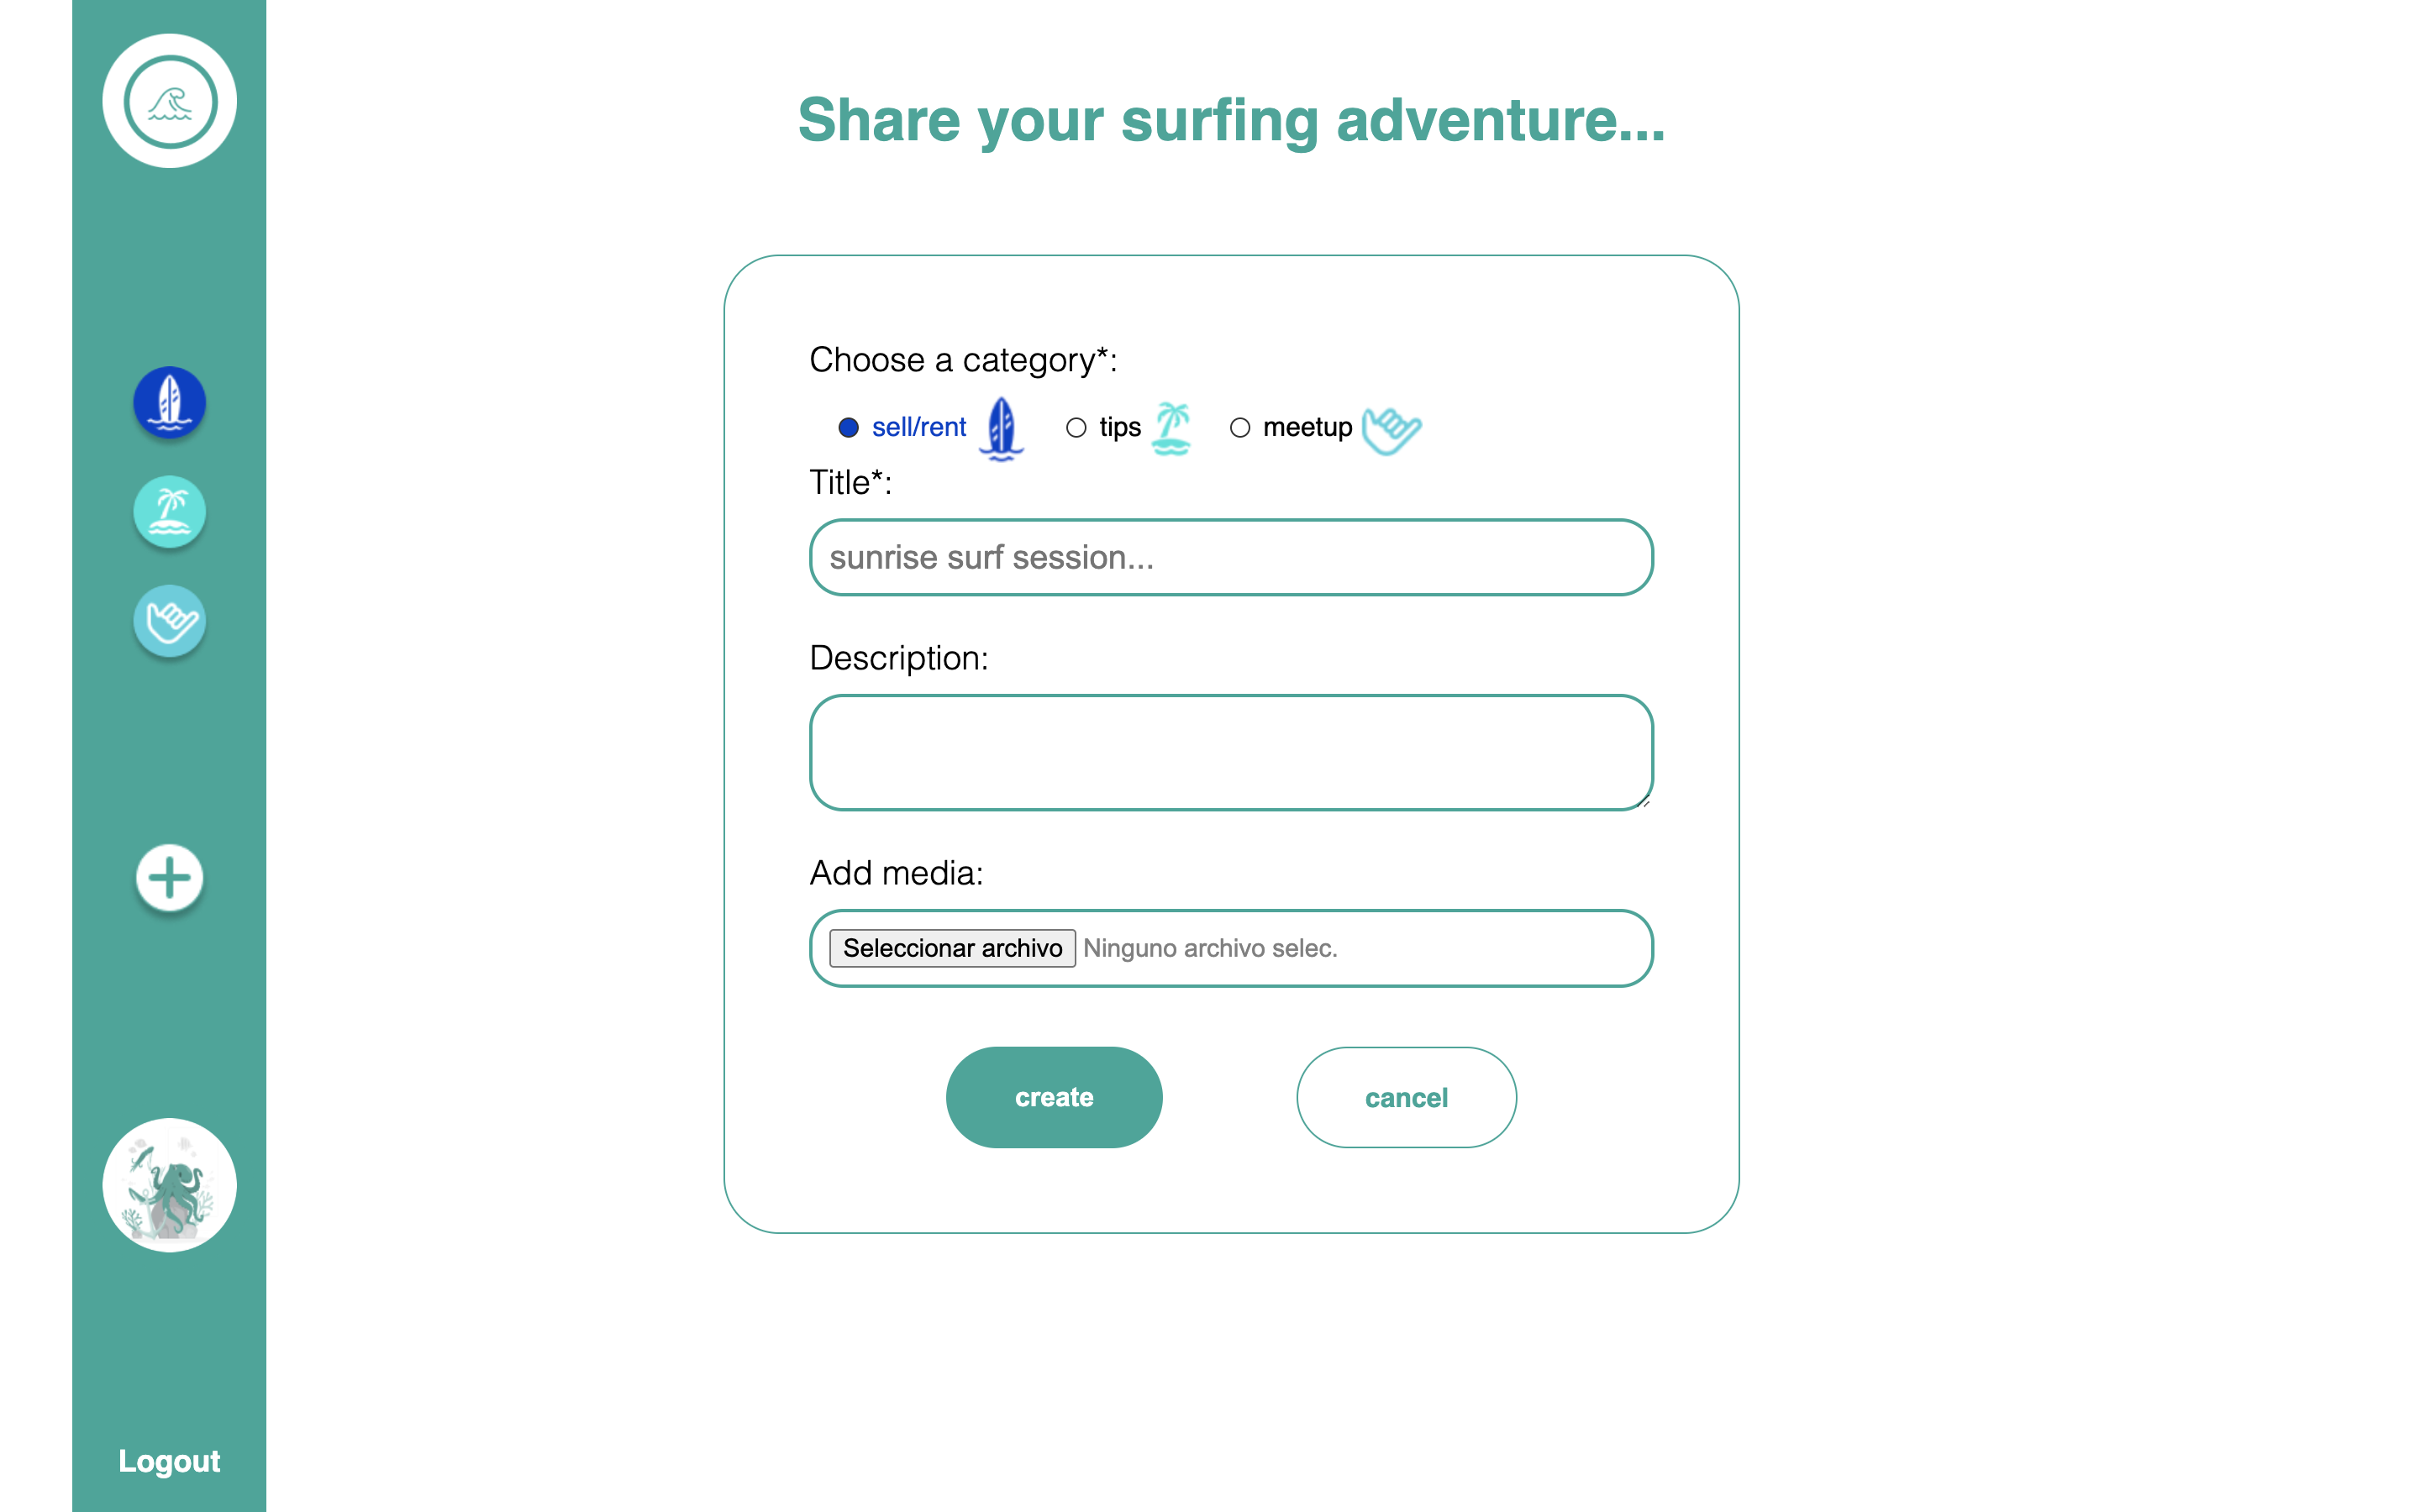 Share your surfing adventure...
Choose a category*:
sell/rent tips meetup
Title*:
sunrise surf session...
Description:
Add media:
Seleccionar archivo Ninguno archivo selec.
create cancel
Logout